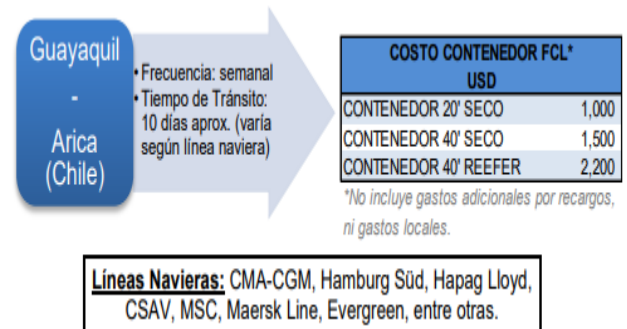 Guayaquil
-
Arica
(Chile)
• Frecuencia: semanal
• Tiempo de Tránsito:
10 días aprox. (varía
según línea naviera)
COSTO CONTENEDOR FCL*
USD
CONTENEDOR 20' SECO 1,000
CONTENEDOR 40' SECO 1,500
CONTENEDOR 40' REEFER 2,200
*No incluye gastos adicionales por recargos,
ni gastos locales.
Líneas Navieras: CMA-CGM, Hamburg Süd, Hapag Lloyd,
CSAV, MSC, Maersk Line, Evergreen, entre otras.